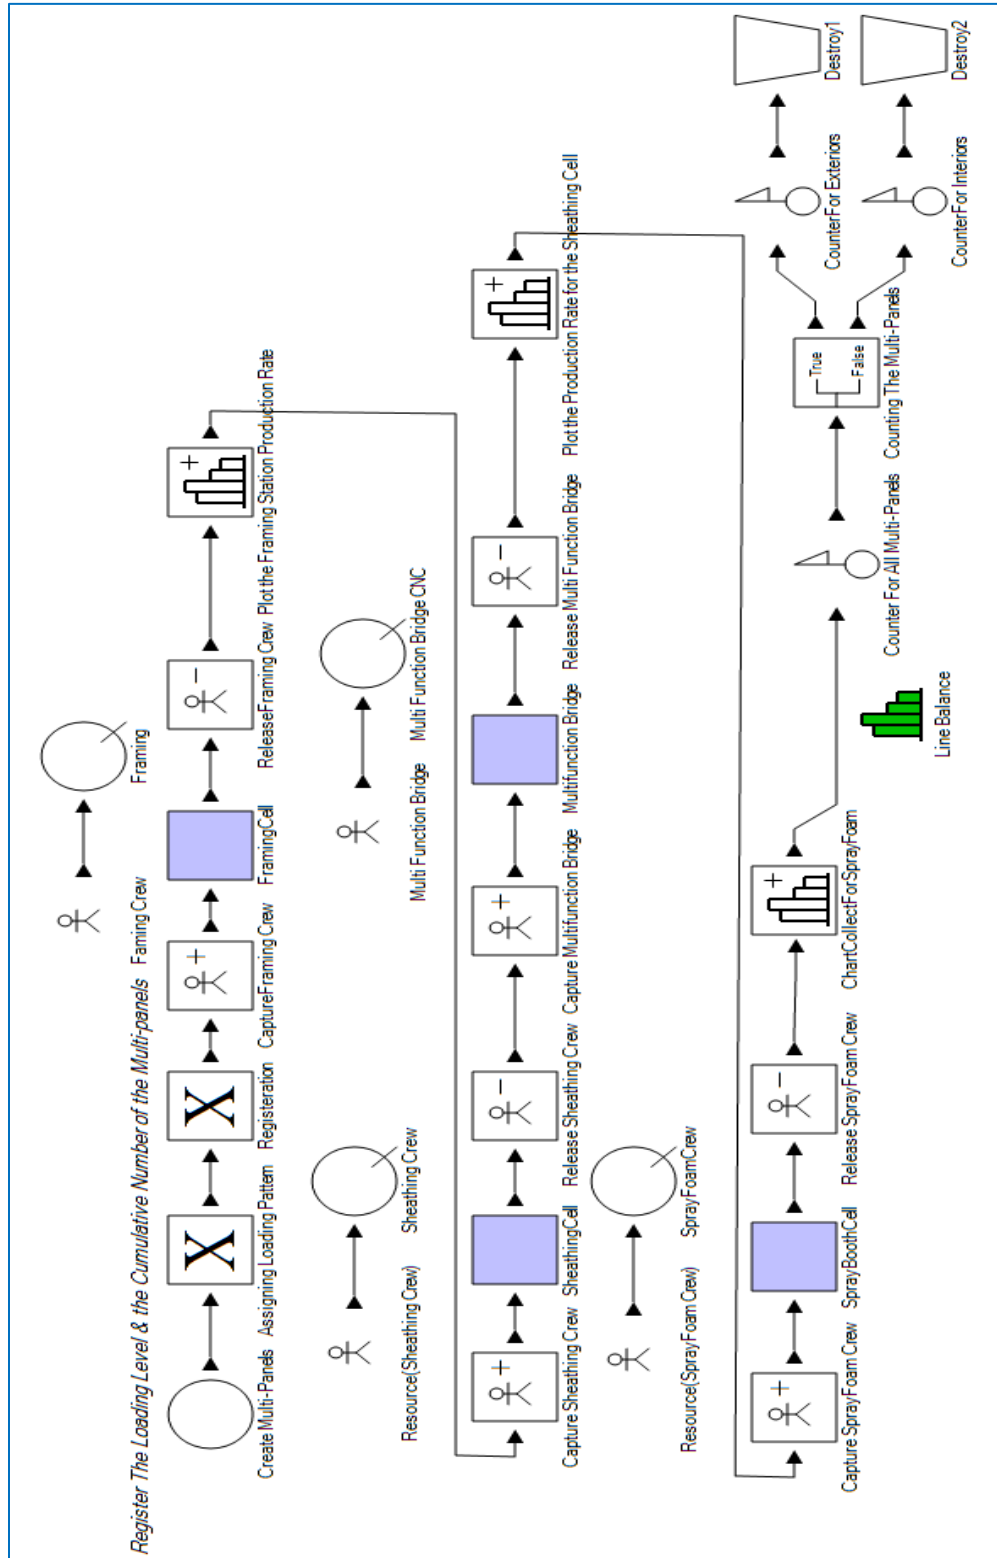 Register The Loading Level & the Cumulative Number of the Multi-panels
Faming Crew
Framing
Create Multi-Panels
Assigning Loading Pattern
Registeration
CaptureFraming Crew
FramingCell
ReleaseFraming Crew
Plot the Framing Station Production Rate
Resource(Sheathing Crew)
Sheathing Crew
Multi Function Bridge
Multi Function Bridge CNC
Capture Sheathing Crew
SheathingCell
Release Sheathing Crew
Capture Multifunction Bridge
Multifunction Bridge
Release Multi Function Bridge
Plot the Production Rate for the Sheathing Cell
Resource(SprayFoam Crew)
SprayFoamCrew
Capture SprayFoam Crew
SprayBoothCell
Release SprayFoam Crew
ChartCollectForSprayFoam
Line Balance
Counter For All Multi-Panels
True
False
Counting The Multi-Panels
CounterFor Exteriors
Destroy1
CounterFor Interiors
Destroy2